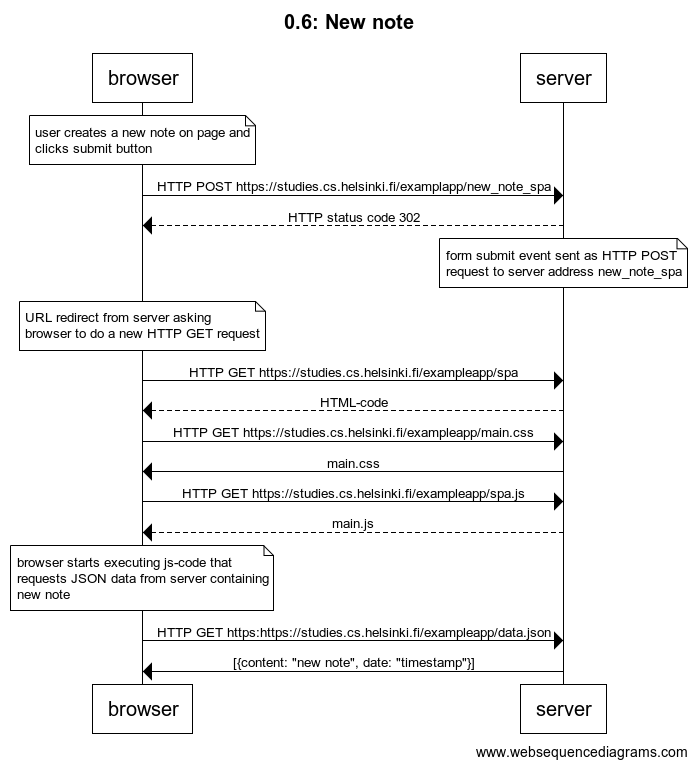 0.6: New note
browser
server
user creates a new note on page and
clicks submit button
HTTP POST https://studies.cs.helsinki.fi/examplapp/new_note_spa
HTTP status code 302
form submit event sent as HTTP POST
request to server address new_note_spa
URL redirect from server asking
browser to do a new HTTP GET request
HTTP GET https://studies.cs.helsinki.fi/exampleapp/spa
HTML-code
HTTP GET https://studies.cs.helsinki.fi/exampleapp/main.css
main.css
HTTP GET https://studies.cs.helsinki.fi/exampleapp/spa.js
main.js
browser starts executing js-code that
requests JSON data from server containing
new note
HTTP GET https:https://studies.cs.helsinki.fi/exampleapp/data.json
[{content: "new note", date: "timestamp"}]
browser
server
www.websequencediagrams.com